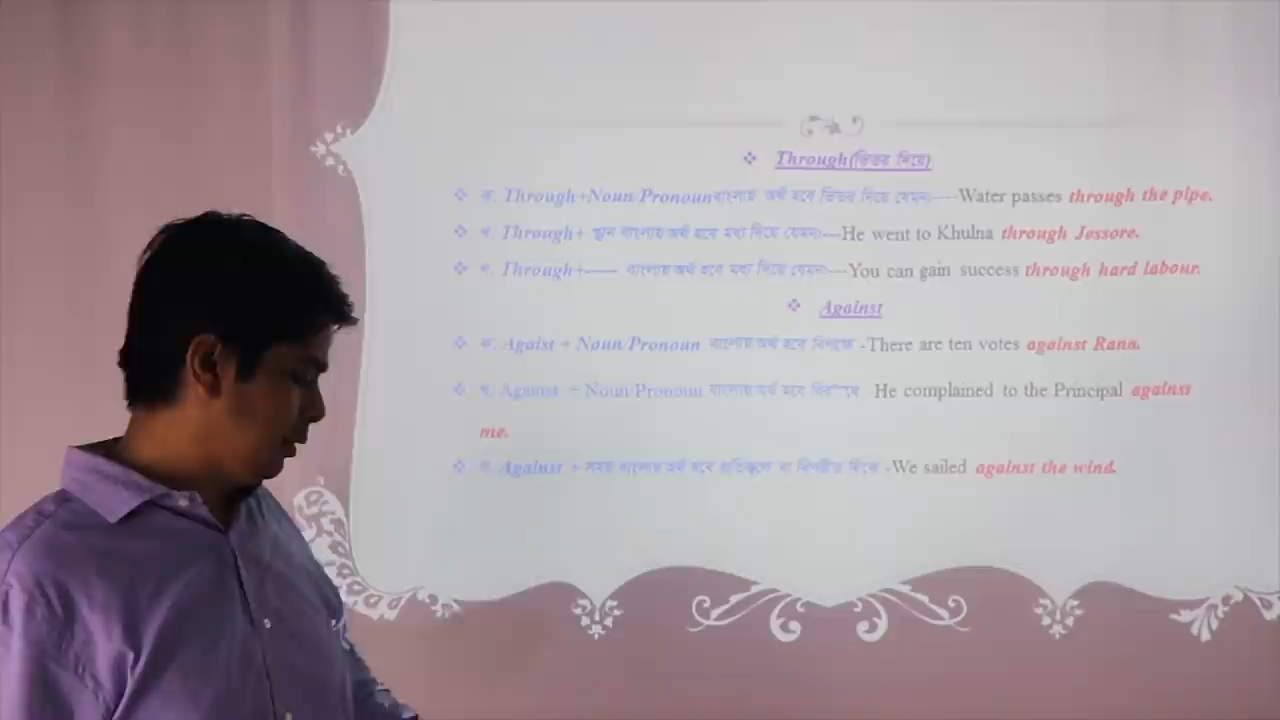 Through(ভিতর দিয়ে)
ক. Through+Noun/Pronounবাংলায় অর্থ হবে ভিতর দিয়ে যেমনঃ----Water passes through the pipe.
খ. Through+ স্থান বাংলায় অর্থ হবে মধ্য দিয়ে যেমনঃ---He went to Khulna through Jessore.
গ. Through+----- বাংলায় অর্থ হবে মধ্য দিয়ে যেমনঃ---You can gain success through hard labour.
Against
ক. Agaist + Noun/Pronoun বাংলায় অর্থ হবে বিপক্ষে -There are ten votes against Rana.
খ. Against + Noun/Pronoun বাংলায় অর্থ হবে -He complained to the Principal against
me.
গ. Against + সময় বাংলায় অর্থ হবে প্রতিকূলে বা বিপরীত দিকে -We sailed against the wind.